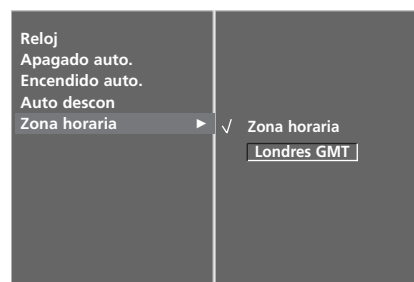 Reloj
Apagado auto.
Encendido auto.
Auto descon
Zona horaria ►
√ Zona horaria
Londres GMT